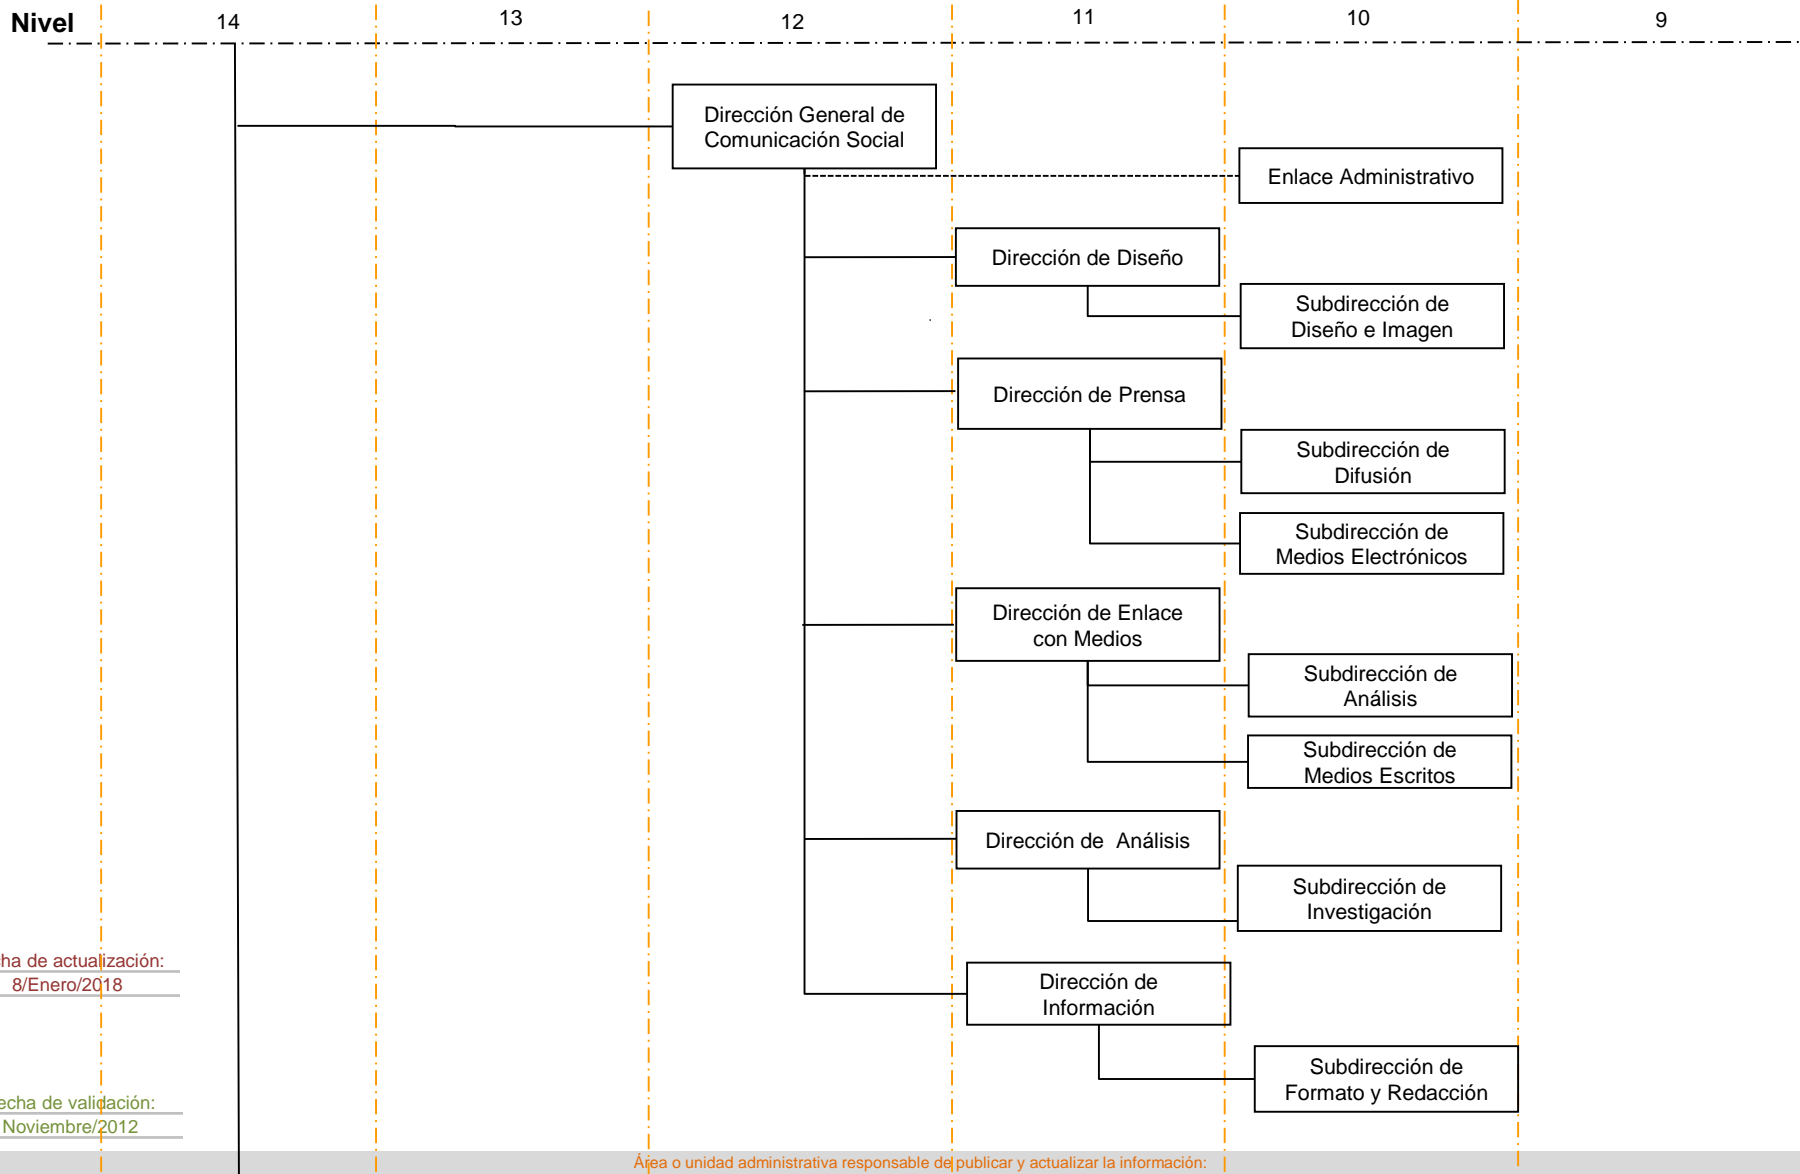 Nivel 14 13 12 11 10 9
Dirección General de
Comunicación Social
Enlace Administrativo
Dirección de Diseño
Subdirección de
Diseño e Imagen
Dirección de Prensa
Subdirección de
Difusión
Subdirección de
Medios Electrónicos
Dirección de Enlace
con Medios
Subdirección de
Análisis
Subdirección de
Medios Escritos
Dirección de Análisis
Subdirección de
Investigación
Dirección de
Información
Subdirección de
Formato y Redacción
cha de actualización:
8/Enero/2018
echa de validación:
Noviembre/2012
Área o unidad administrativa responsable de publicar y actualizar la información: